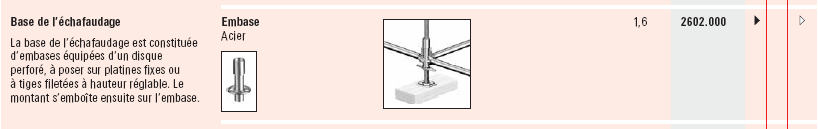 Base de l'échafaudage
La base de l'échafaudage est constituée
d'embases équipées d'un disque
perforé, à poser sur platines fixes ou
à tiges filetées à hauteur réglable. Le
montant s'emboîte ensuite sur l'embase.
Embase
Acier
1,6
2602.000